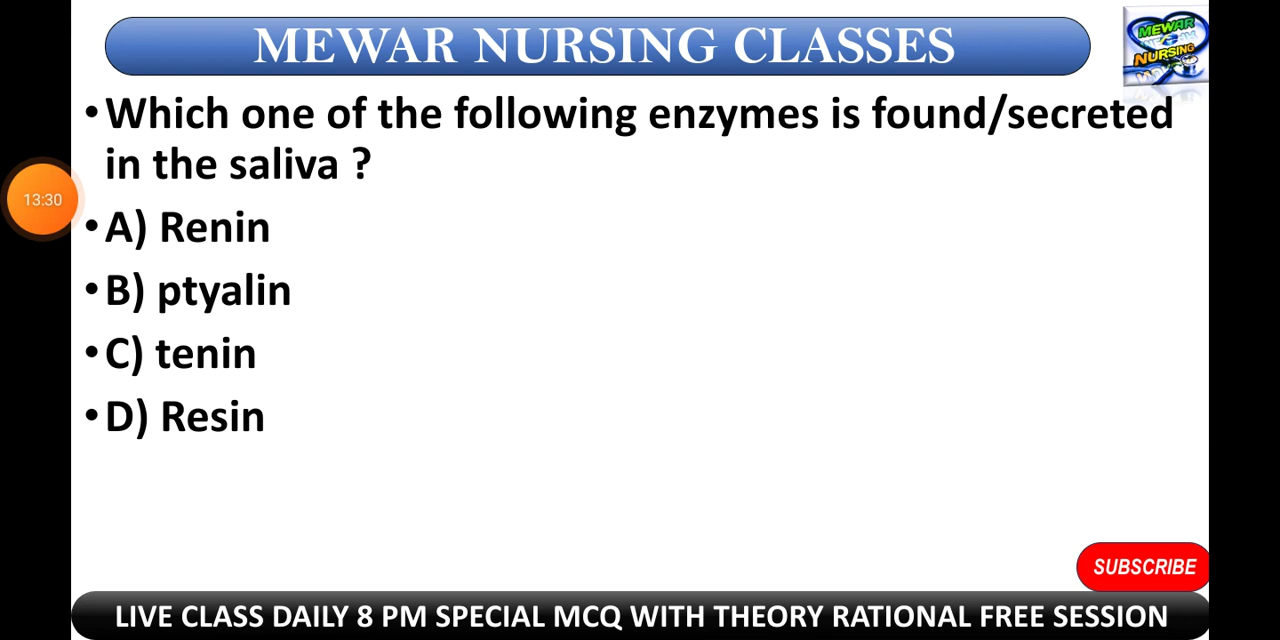 MEWAR NURSING CLASSES
MEWAR
NURSING
• Which one of the following enzymes is found/secreted
in the saliva ?
13:30
• A) Renin
• B) ptyalin
• C) tenin
• D) Resin
SUBSCRIBE
LIVE CLASS DAILY 8 PM SPECIAL MCQ WITH THEORY RATIONAL FREE SESSION